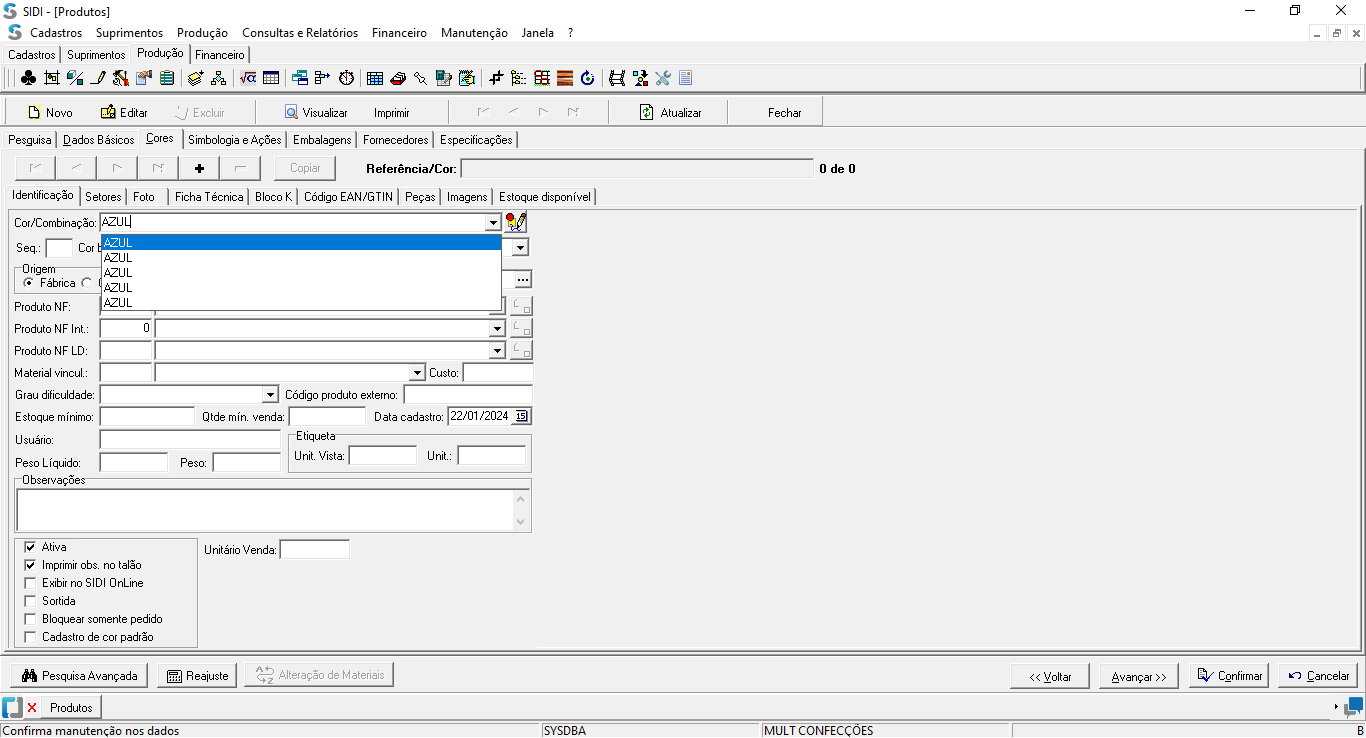 SIDI - [Produtos]
Cadastros Suprimentos Produção Consultas e Relatórios Financeiro Manutenção Janela ?
Cadastros Suprimentos Produção Financeiro
Novo Editar Excluir Visualizar Imprimir Atualizar Fechar
Pesquisa Dados Básicos Cores Simbologia e Ações Embalagens Fornecedores Especificações
Copiar Referência/Cor: 0 de 0
Identificação Setores Foto Ficha Técnica Bloco K Código EAN/GTIN Peças Imagens Estoque disponível
Cor/Combinação: AZUL
AZUL
Seq.: Cor
AZUL
Origem
AZUL
Fábrica
AZUL
AZUL
Produto NF:
Produto NF Int.: 0
Produto NF LD:
Material vincul.: Custo:
Grau dificuldade: Código produto externo:
Estoque mínimo: Qtde mín. venda: Data cadastro: 22/01/2024 15
Usuário: Etiqueta
Unit. Vista: Unit.:
Peso Líquido: Peso:
Observações
Ativa Unitário Venda:
Imprimir obs. no talão
Exibir no SIDI OnLine
Sortida
Bloquear somente pedido
Cadastro de cor padrão
Pesquisa Avançada Reajuste Alteração de Materiais << Voltar Avançar >> Confirmar Cancelar
Produtos
Confirma manutenção nos dados SYSDBA MULT CONFECÇÕES B